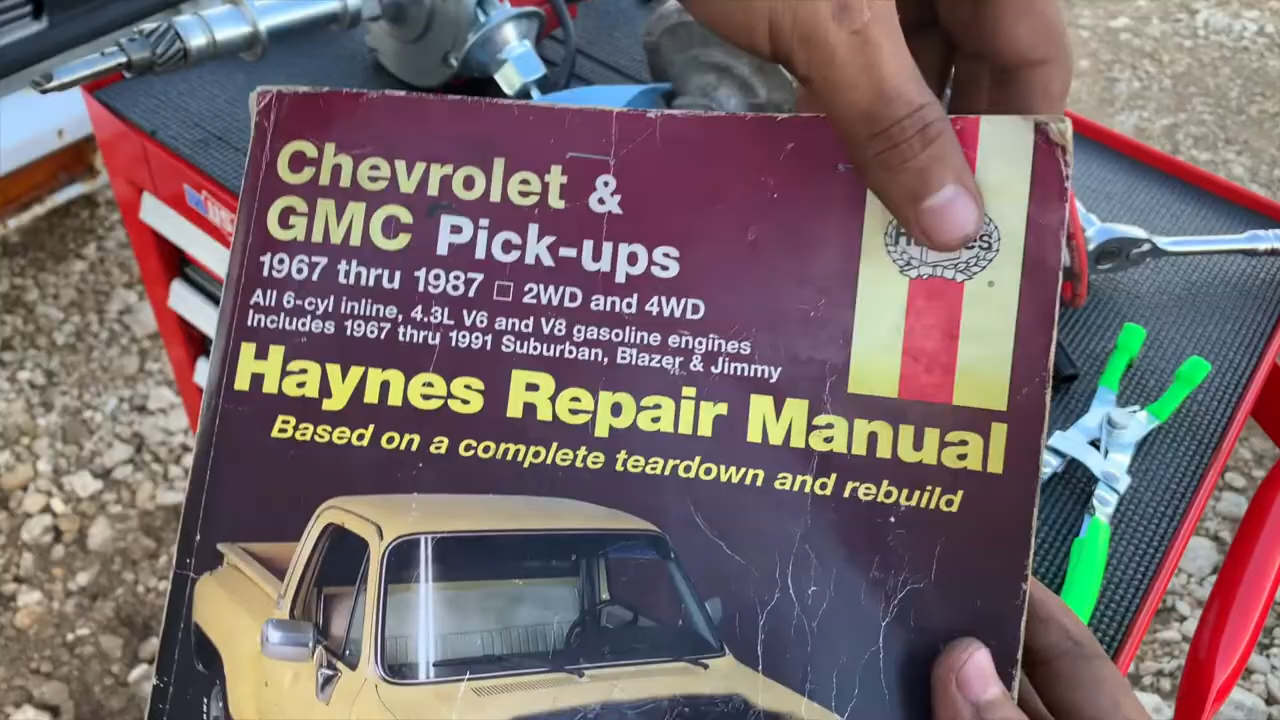 Chevrolet &
GMC Pick-ups
1967 thru 1987 □ 2WD and 4WD
All 6-cyl inline, 4.3L V6 and V8 gasoline engines
Includes 1967 thru 1991 Suburban, Blazer & Jimmy
Haynes Repair Manual
Based on a complete teardown and rebuild